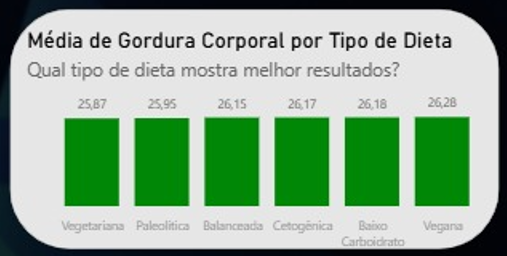 Média de Gordura Corporal por Tipo de Dieta
Qual tipo de dieta mostra melhor resultados?
25,87 25,95 26,15 26,17 26,18 26,28
Vegetariana Paleolítica Balanceada Cetogênica Baixo Vegana
Carboidrato